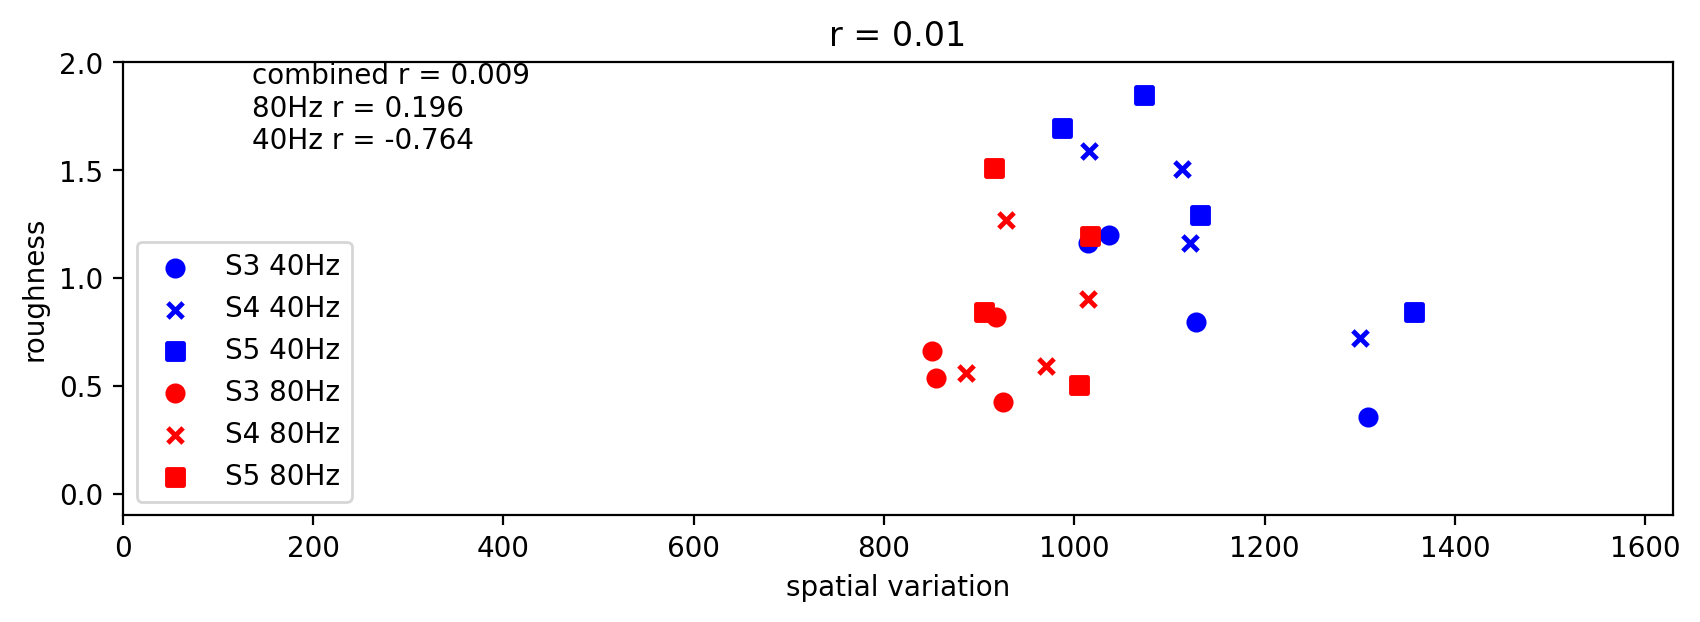 r = 0.01
combined r = 0.009
80Hz r = 0.196
40Hz r = -0.764
2.0
1.5
1.0
0.5
0.0
roughness
S3 40Hz
S4 40Hz
S5 40Hz
S3 80Hz
S4 80Hz
S5 80Hz
0 200 400 600 800 1000 1200 1400 1600
spatial variation